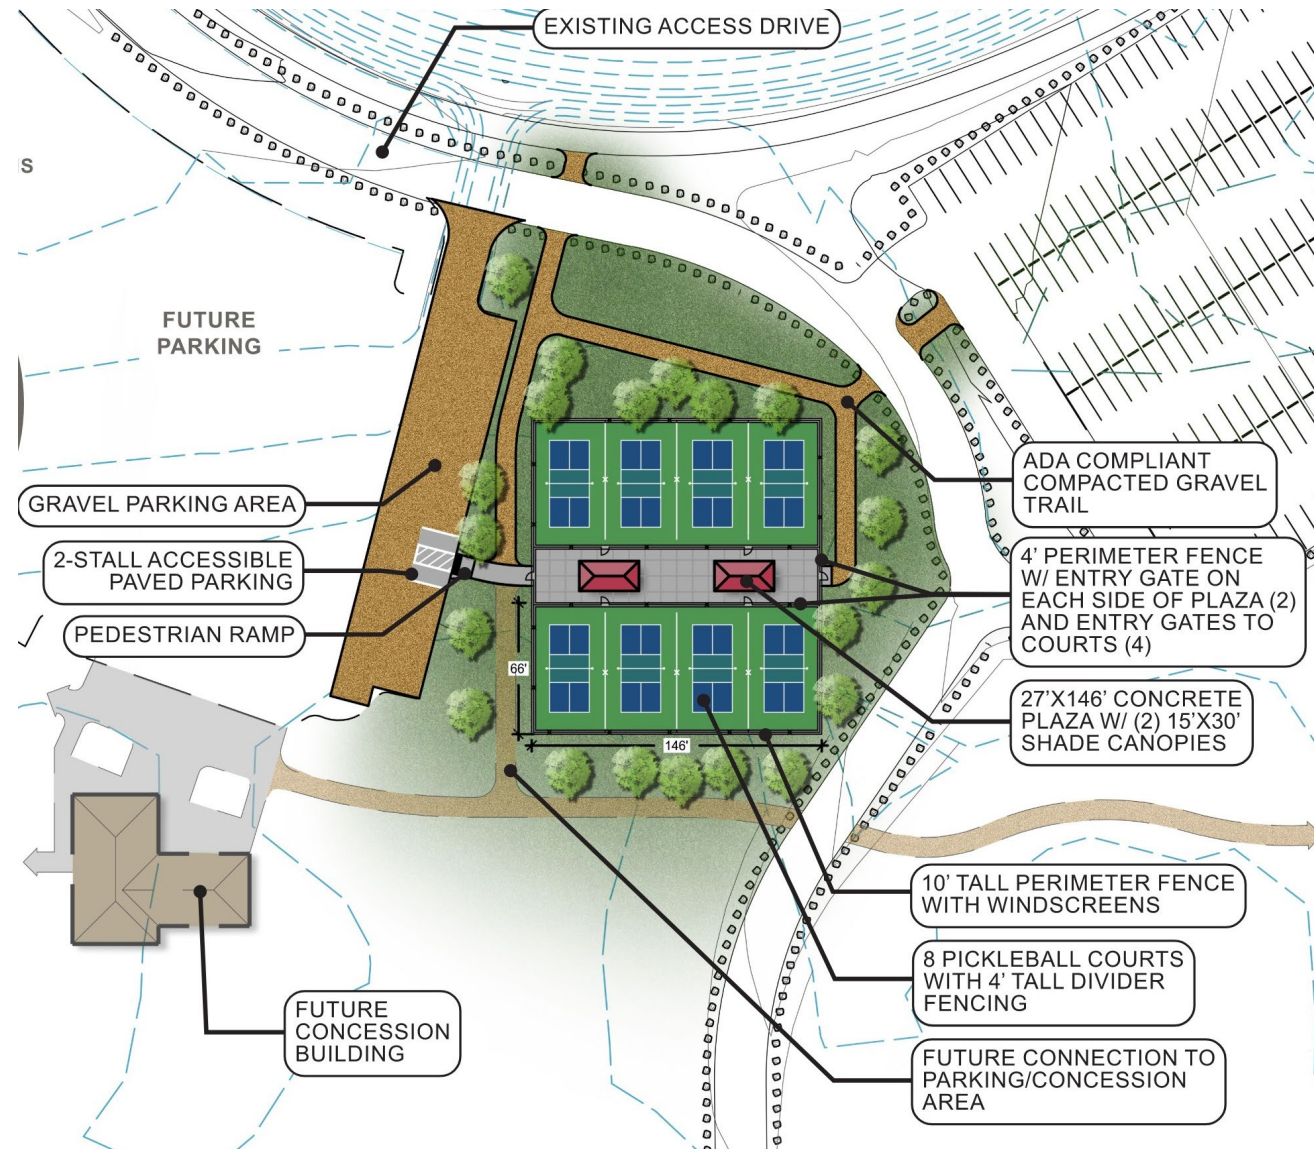 EXISTING ACCESS DRIVE
S
FUTURE
PARKING
GRAVEL PARKING AREA
2-STALL ACCESSIBLE
PAVED PARKING
PEDESTRIAN RAMP
ADA COMPLIANT
COMPACTED GRAVEL
TRAIL
4' PERIMETER FENCE
W/ ENTRY GATE ON
EACH SIDE OF PLAZA (2)
AND ENTRY GATES TO
COURTS (4)
66'
146'
27'X146' CONCRETE
PLAZA W/ (2) 15'X30'
SHADE CANOPIES
10' TALL PERIMETER FENCE
WITH WINDSCREENS
8 PICKLEBALL COURTS
WITH 4' TALL DIVIDER
FENCING
FUTURE
CONCESSION
BUILDING
FUTURE CONNECTION TO
PARKING/CONCESSION
AREA